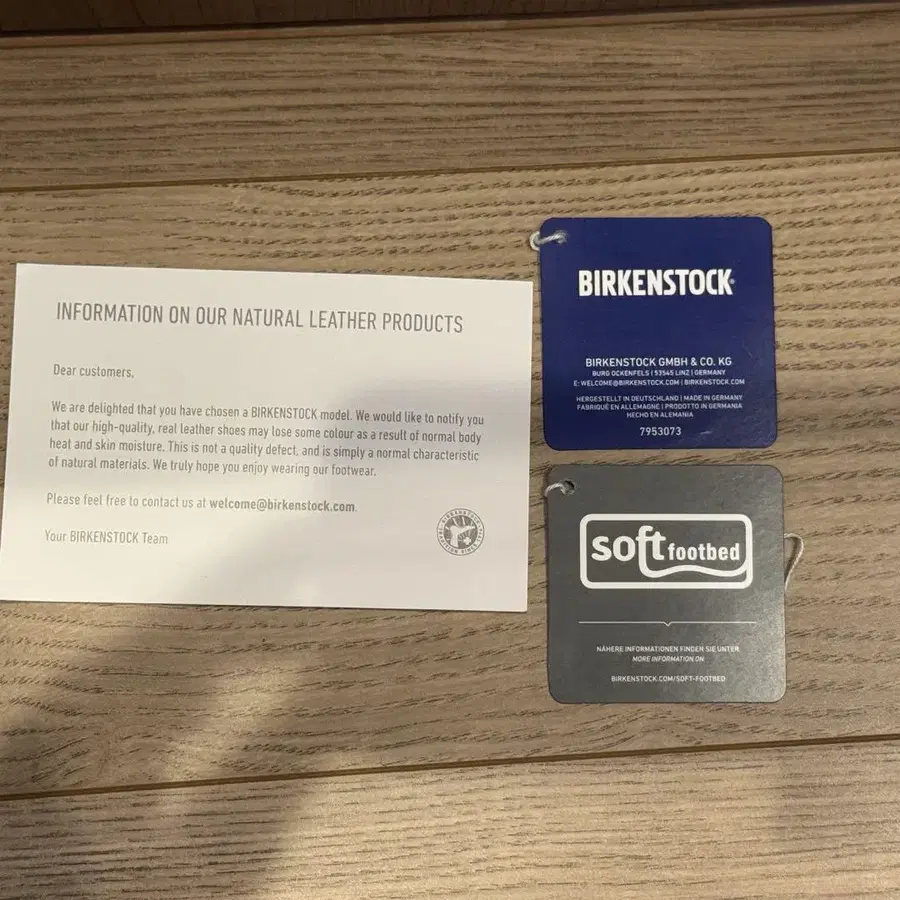 INFORMATION ON OUR NATURAL LEATHER PRODUCTS
Dear customers,
We are delighted that you have chosen a BIRKENSTOCK model. We would like to notify you
that our high-quality, real leather shoes may lose some colour as a result of normal body
heat and skin moisture. This is not a quality defect, and is simply a normal characteristic
of natural materials. We truly hope you enjoy wearing our footwear.
Please feel free to contact us at welcome@birkenstock.com.
Your BIRKENSTOCK Team
BIRKENSTOCK
BIRKENSTOCK GMBH & CO. KG
BURG OCKENFELS | 53545 LINZ | GERMANY
E: WELCOME@BIRKENSTOCK.COM | BIRKENSTOCK.COM
HERGESTELLT IN DEUTSCHLAND | MADE IN GERMANY
FABRIQUÉ EN ALLEMAGNE | PRODOTTO IN GERMANIA
HECHO EN ALEMANIA
7953073
soft footbed
NÄHERE INFORMATIONEN FINDEN SIE UNTER
MORE INFORMATION ON
BIRKENSTOCK.COM/SOFT-FOOTBED